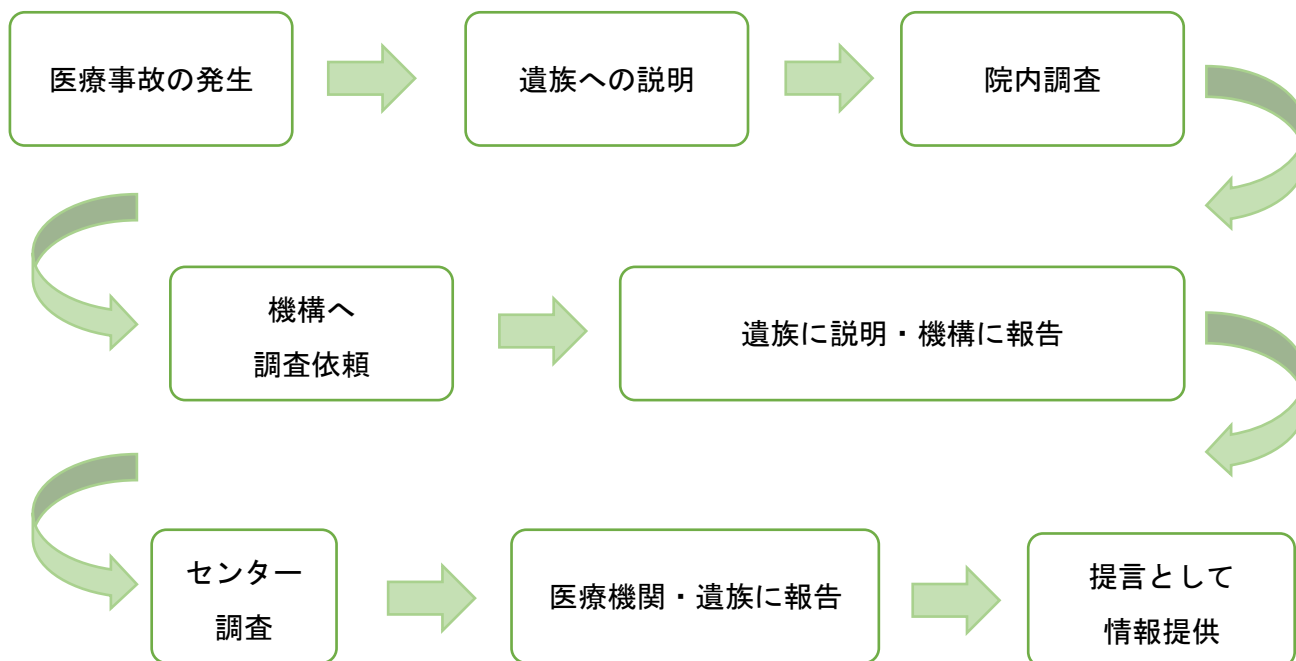 医療事故の発生
遺族への説明
院内調査
機構へ
調査依頼
遺族に説明・機構に報告
センター
調査
医療機関・遺族に報告
提言として
情報提供